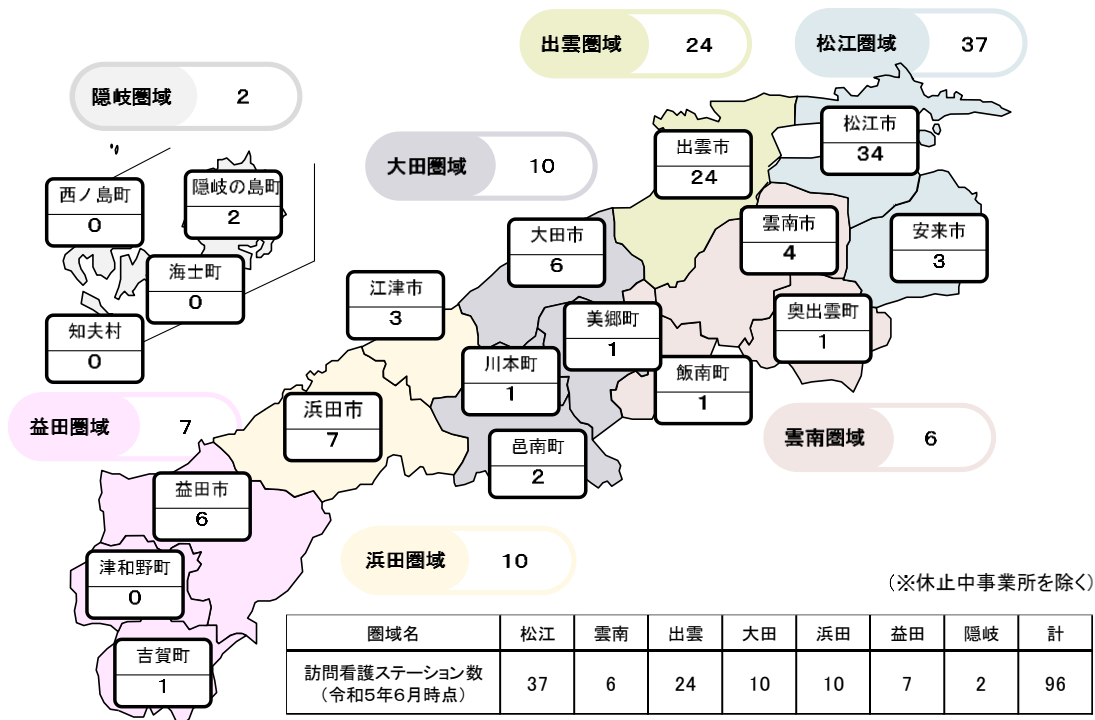 出雲圏域 24
松江圏域 37
隠岐圏域 2
大田圏域 10
松江市
34
出雲市
24
西ノ島町
0
隠岐の島町
2
雲南市
4
安来市
3
大田市
6
海士町
0
江津市
3
奥出雲町
1
美郷町
1
知夫村
0
川本町
1
飯南町
1
浜田市
7
益田圏域 7
雲南圏域 6
邑南町
2
益田市
6
浜田圏域 10
津和野町
0
吉賀町
1
(※休止中事業所を除く)
圏域名 松江 雲南 出雲 大田 浜田 益田 隠岐 計
訪問看護ステーション数
(令和5年6月時点) 37 6 24 10 10 7 2 96